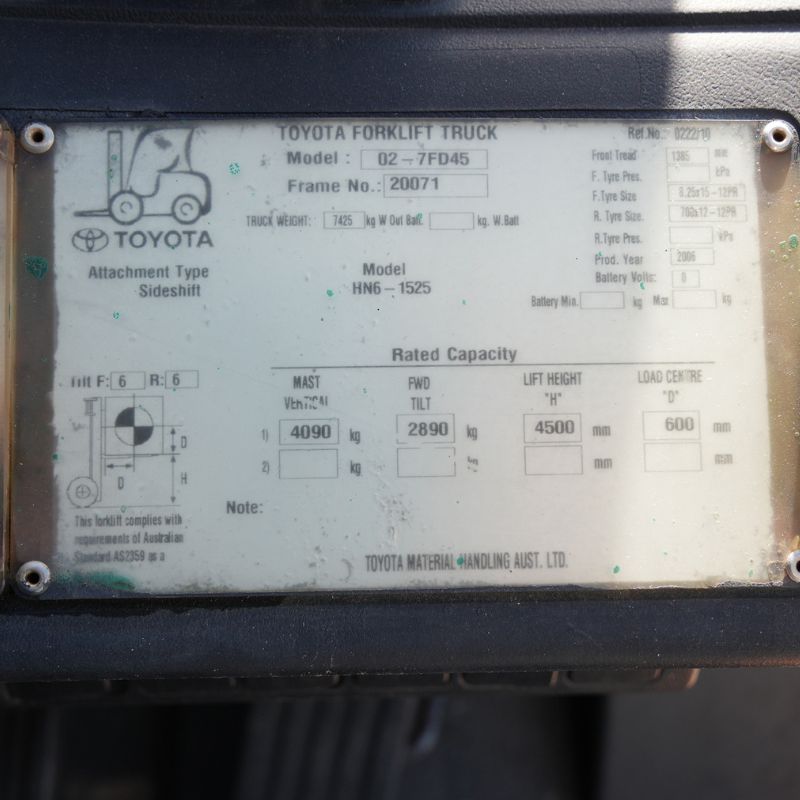 TOYOTA FORKLIFT TRUCK
Ref.No.: 0222/10
Model : 02-7FD45
Frame No.: 20071
TRUCK WEIGHT: 7425 kg W Out Batt. kg. W.Batt
Front Tread 1385 mm
F. Tyre Pres. kPa
F.Tyre Size 8.25x15-12PR
R. Tyre Size. 700x12-12PR
R.Tyre Pres. kPa
Prod. Year 2006
Battery Volts: 0
Battery Min. kg Max kg
TOYOTA
Attachment Type
Sideshift
Model
HN6-1525
Rated Capacity
Tilt F: 6 R: 6
MAST VERTICAL
FWD TILT
LIFT HEIGHT "H"
LOAD CENTRE "D"
1) 4090 kg 2890 kg 4500 mm 600 mm
2) kg kg mm mm
D
D
H
Note:
This forklift complies with
requirements of Australian
Standard AS2359 as a
TOYOTA MATERIAL HANDLING AUST. LTD.